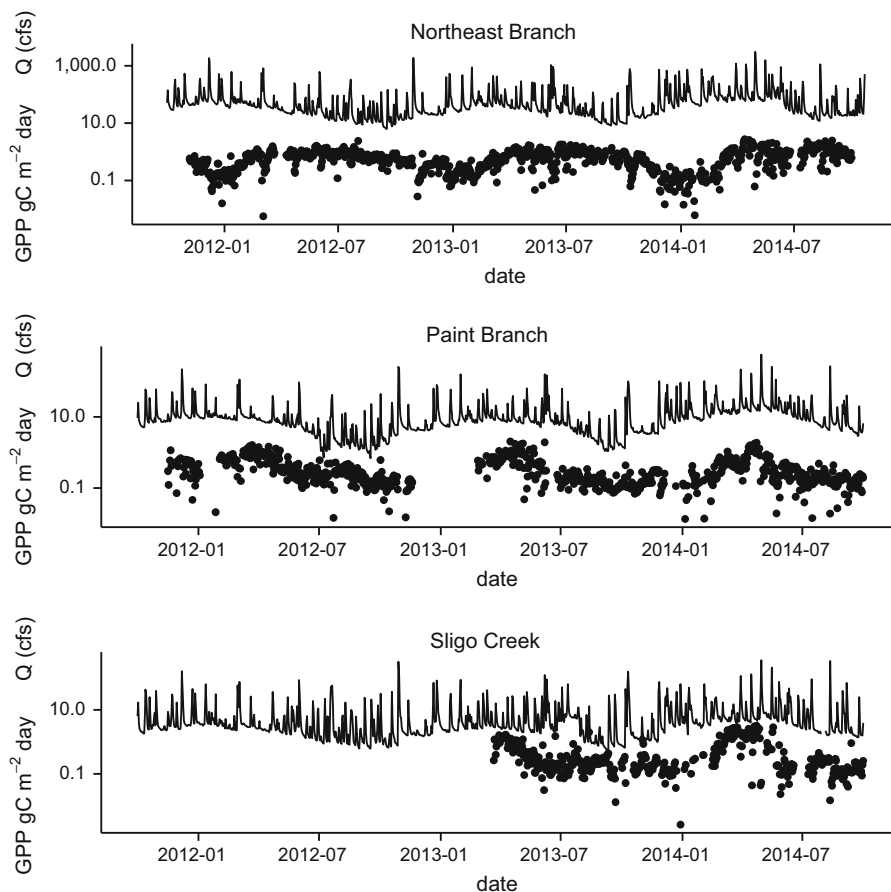 Northeast Branch
GPP gC m⁻² day Q (cfs)
1,000.0
10.0
0.1
2012-01 2012-07 2013-01 2013-07 2014-01 2014-07
date
Paint Branch
GPP gC m⁻² day Q (cfs)
10.0
0.1
2012-01 2012-07 2013-01 2013-07 2014-01 2014-07
date
Sligo Creek
GPP gC m⁻² day Q (cfs)
10.0
0.1
2012-01 2012-07 2013-01 2013-07 2014-01 2014-07
date